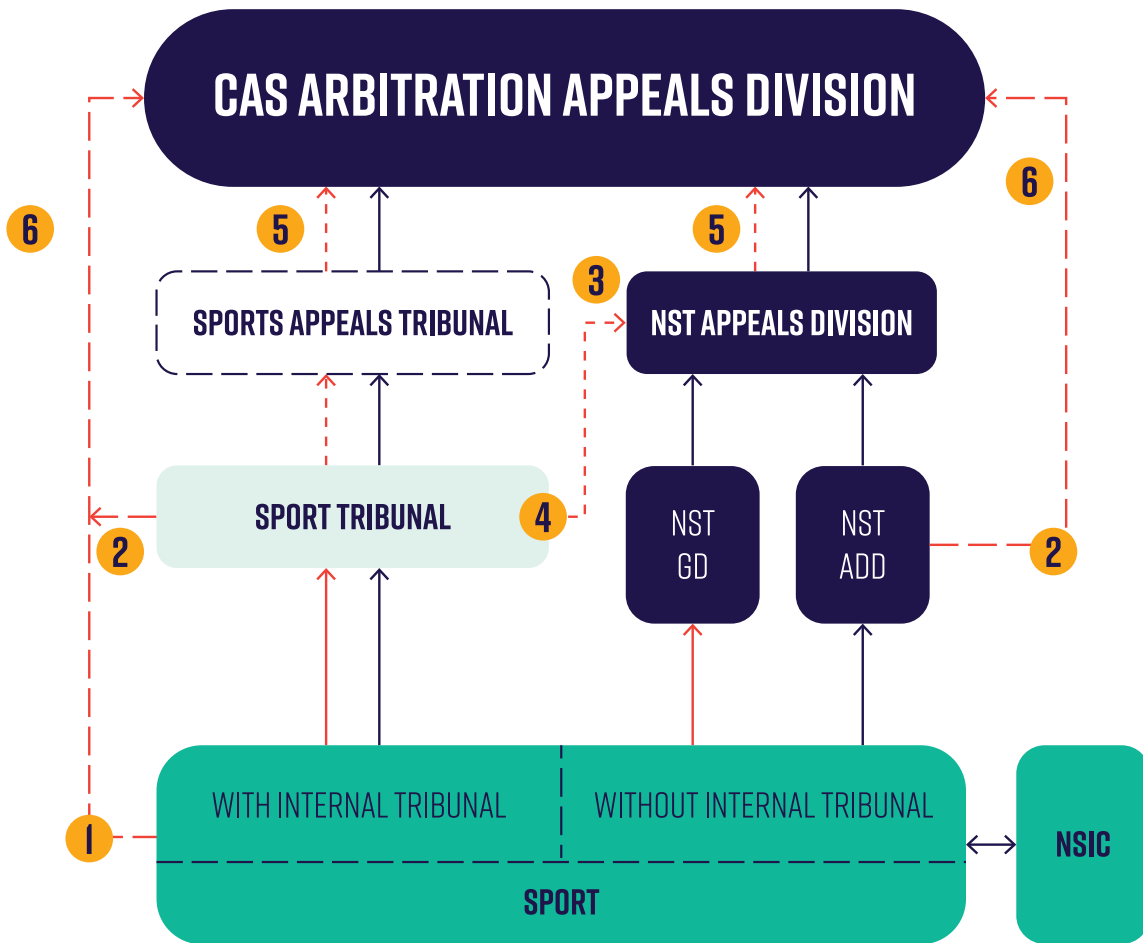 CAS ARBITRATION APPEALS DIVISION
6
6
5
5
3
SPORTS APPEALS TRIBUNAL
NST APPEALS DIVISION
SPORT TRIBUNAL
4
NST
GD
NST
ADD
2
2
WITH INTERNAL TRIBUNAL
WITHOUT INTERNAL TRIBUNAL
1
NSIC
SPORT